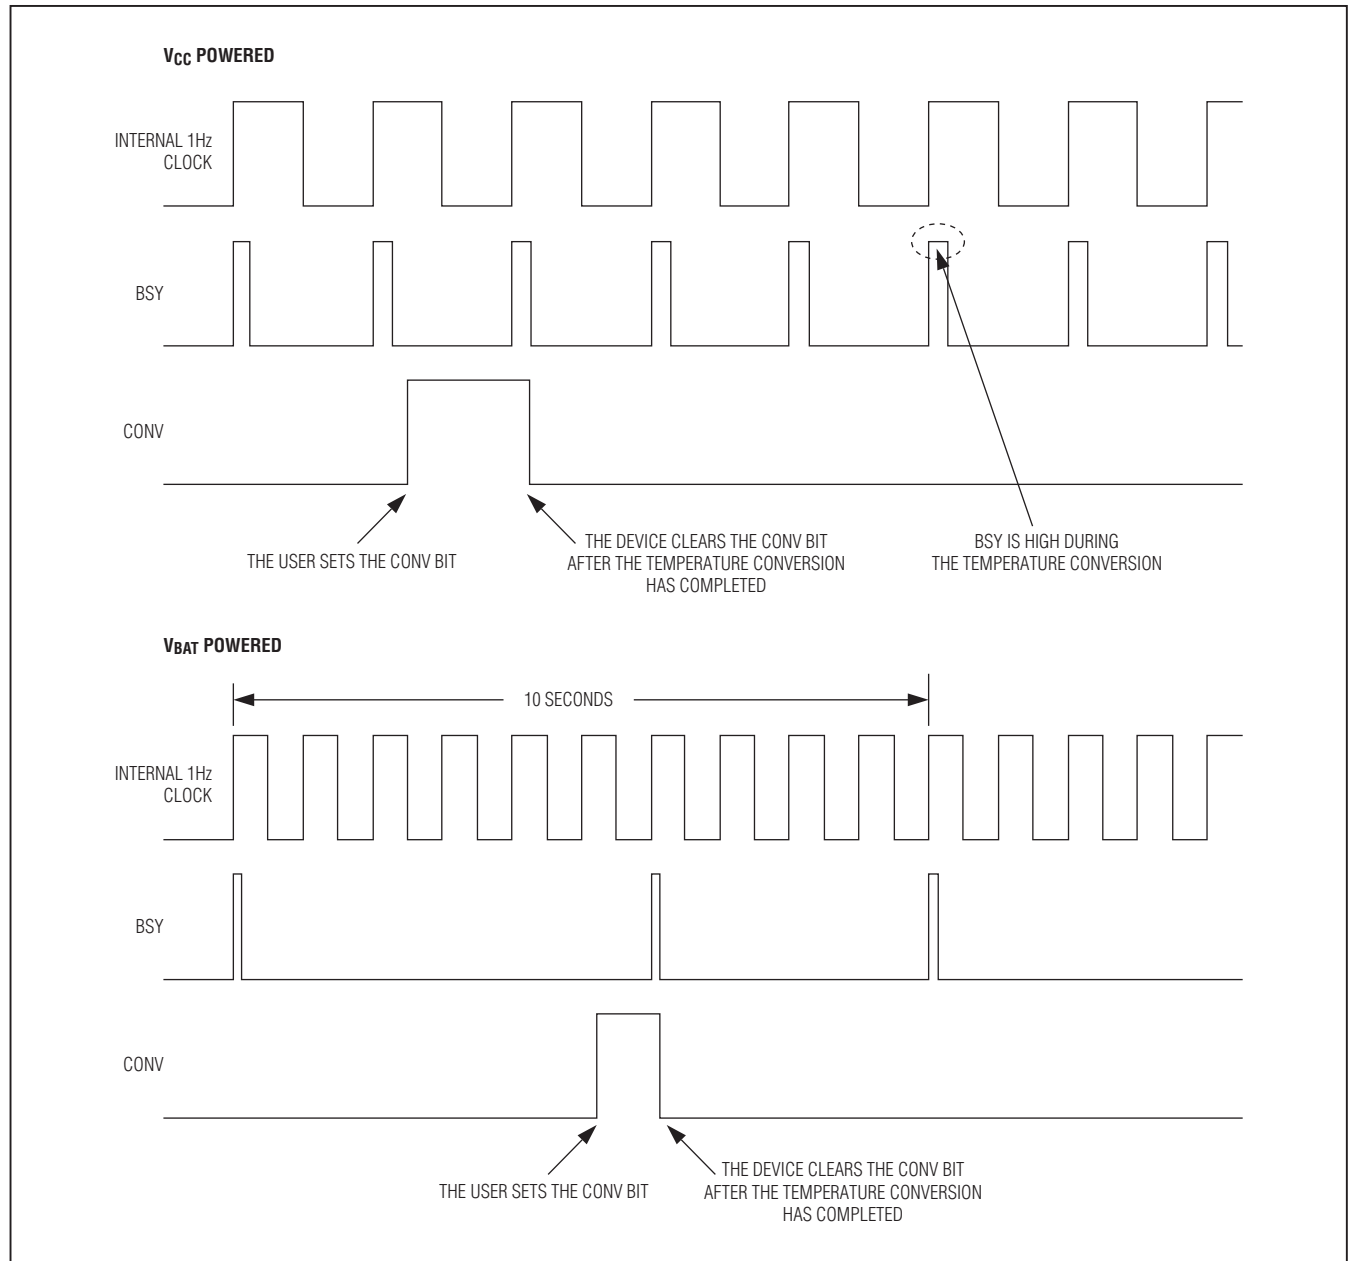 VCC POWERED
INTERNAL 1Hz
CLOCK
BSY
CONV
THE USER SETS THE CONV BIT
THE DEVICE CLEARS THE CONV BIT
AFTER THE TEMPERATURE CONVERSION
HAS COMPLETED
BSY IS HIGH DURING
THE TEMPERATURE CONVERSION
VBAT POWERED
10 SECONDS
INTERNAL 1Hz
CLOCK
BSY
CONV
THE USER SETS THE CONV BIT
THE DEVICE CLEARS THE CONV BIT
AFTER THE TEMPERATURE CONVERSION
HAS COMPLETED